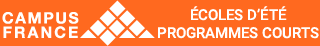 CAMPUS
FRANCE
ÉCOLES D'ÉTÉ
PROGRAMMES COURTS